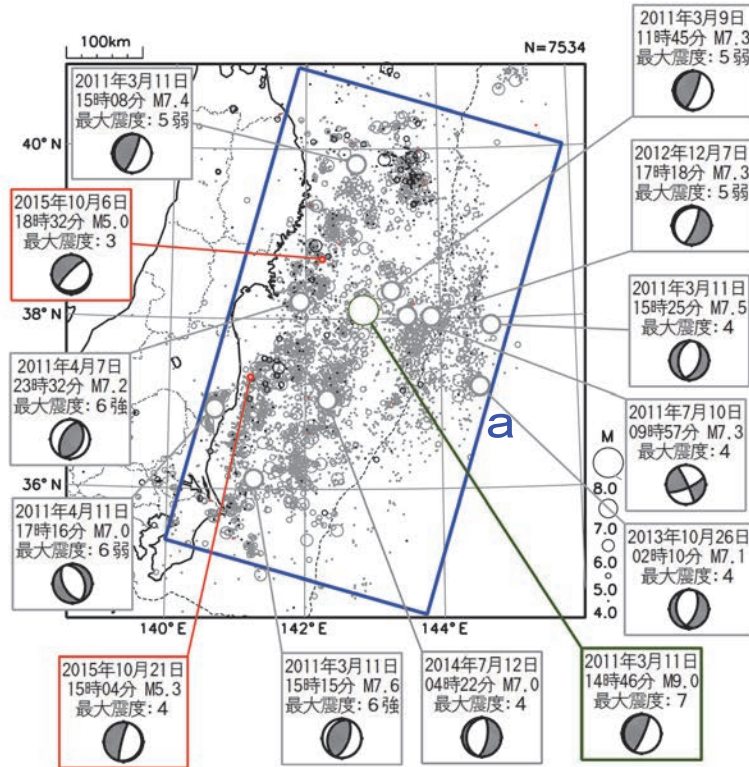 100km
N=7534
2011年3月9日
11時45分 M7.3
最大震度:5弱
2011年3月11日
15時08分 M7.4
最大震度:5弱
40°N
2012年12月7日
17時18分 M7.3
最大震度:5弱
2015年10月6日
18時32分 M5.0
最大震度:3
2011年3月11日
15時25分 M7.5
最大震度:4
38°N
2011年4月7日
23時32分 M7.2
最大震度:6強
a
2011年7月10日
09時57分 M7.3
最大震度:4
M
8.0
7.0
6.0
5.0
4.0
36°N
2011年4月11日
17時16分 M7.0
最大震度:6弱
2013年10月26日
02時10分 M7.1
最大震度:4
140°E
142°E
144°E
2015年10月21日
15時04分 M5.3
最大震度:4
2011年3月11日
15時15分 M7.6
最大震度:6強
2014年7月12日
04時22分 M7.0
最大震度:4
2011年3月11日
14時46分 M9.0
最大震度:7